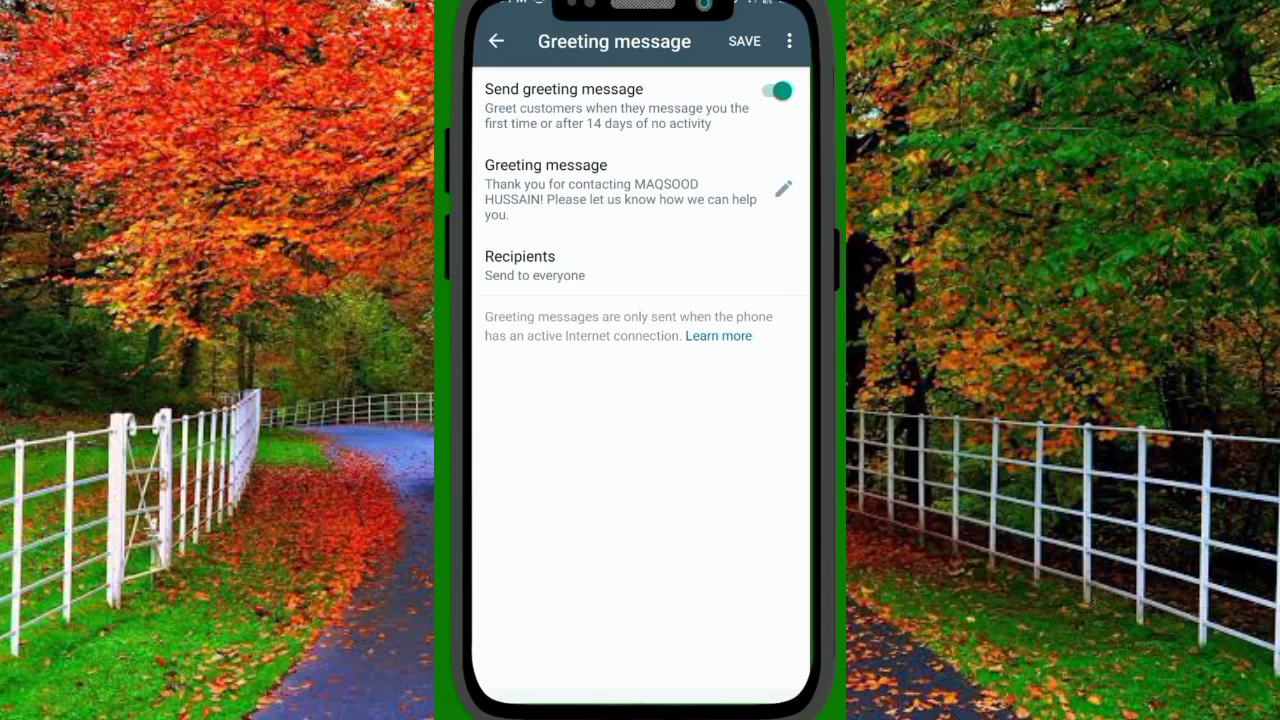 Greeting message SAVE
Send greeting message
Greet customers when they message you the
first time or after 14 days of no activity
Greeting message
Thank you for contacting MAQSOOD
HUSSAIN! Please let us know how we can help
you.
Recipients
Send to everyone
Greeting messages are only sent when the phone
has an active Internet connection. Learn more